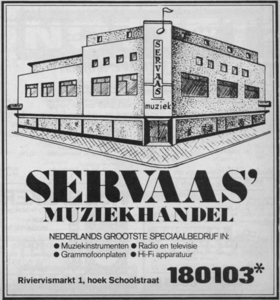 SERVAAS
muziek
SERVAAS'
MUZIEKHANDEL
NEDERLANDS GROOTSTE SPECIAALBEDRIJF IN:
● Muziekinstrumenten ● Radio en televisie
● Grammofoonplaten ● Hi-Fi apparatuur
Riviervismarkt 1, hoek Schoolstraat 180103*